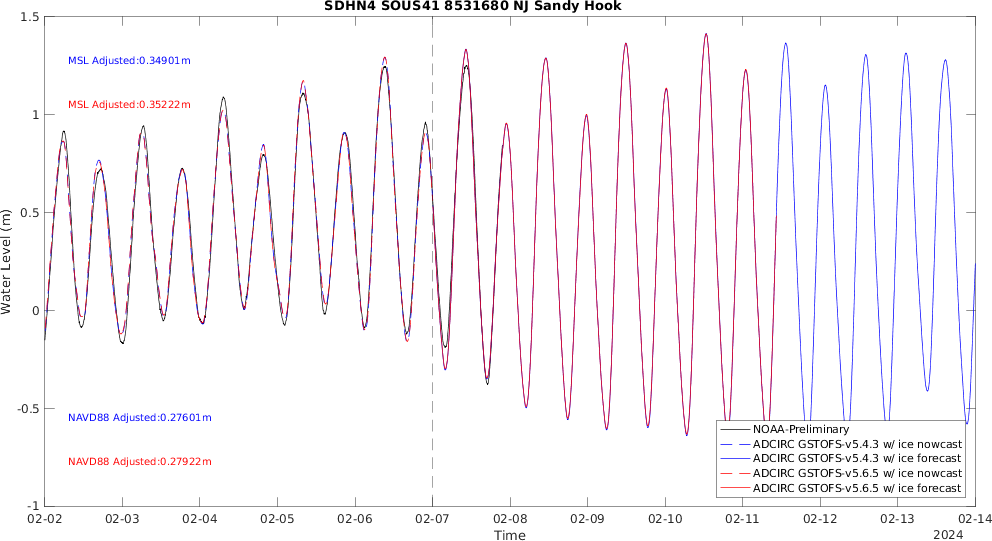 SDHN4 SOUS41 8531680 NJ Sandy Hook
1.5
MSL Adjusted:0.34901m
MSL Adjusted:0.35222m
1
0.5
Water Level (m)
0
-0.5
NAVD88 Adjusted:0.27601m
NAVD88 Adjusted:0.27922m
NOAA-Preliminary
ADCIRC GSTOFS-v5.4.3 w/ ice nowcast
ADCIRC GSTOFS-v5.4.3 w/ ice forecast
ADCIRC GSTOFS-v5.6.5 w/ ice nowcast
ADCIRC GSTOFS-v5.6.5 w/ ice forecast
-1
02-02 02-03 02-04 02-05 02-06 02-07 02-08 02-09 02-10 02-11 02-12 02-13 02-14
Time
2024